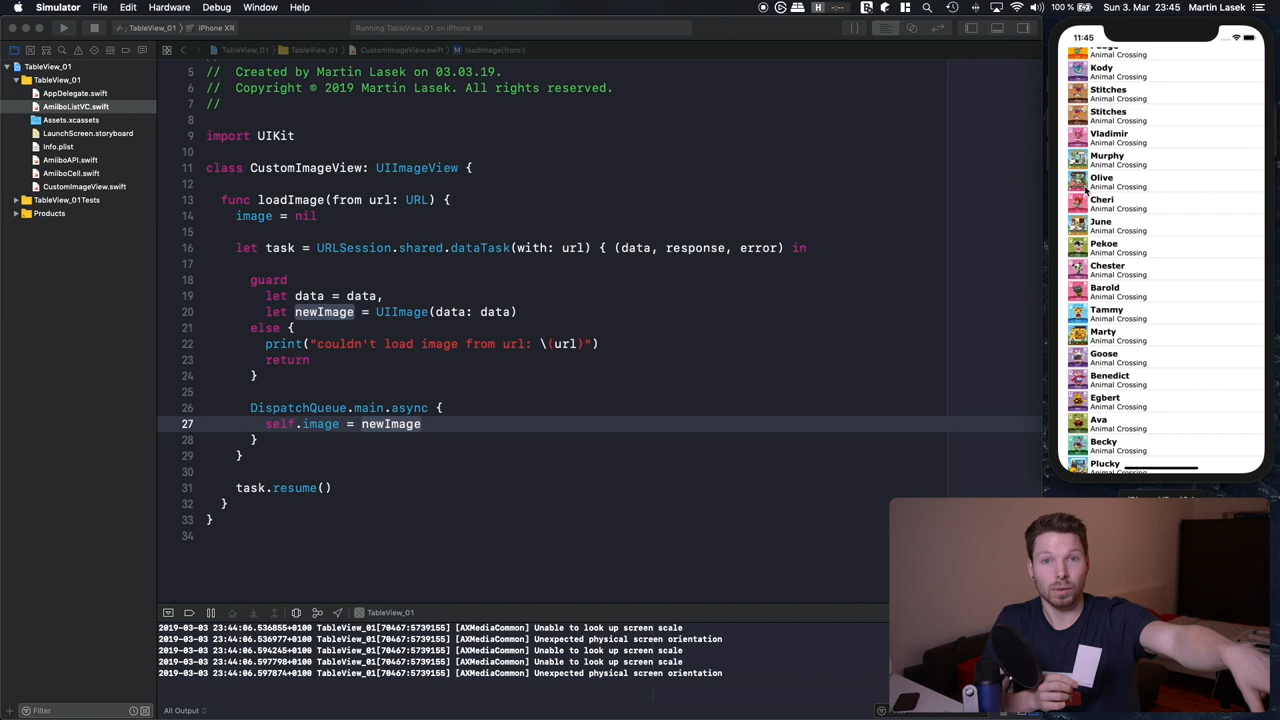 Simulator File Edit Hardware Debug Window Help
100 % Sun 3. Mar 23:45 Martin Lasek
TableView_01 iPhone XR
Running TableView_01 on iPhone XR
TableView_01 TableView_01 CustomImageView.swift M loadImage(from:)
TableView_01
TableView_01
AppDelegate.swift
AmiiboListVC.swift
Assets.xcassets
LaunchScreen.storyboard
Info.plist
AmiiboAPI.swift
AmiiboCell.swift
CustomImageView.swift
TableView_01Tests
Products
// Created by Martin Lasek on 03.03.19.
// Copyright © 2019 Martin Lasek. All rights reserved.
7 //
9 import UIKit
10
11 class CustomImageView: UIImageView {
12
13 func loadImage(from url: URL) {
14 image = nil
15
16 let task = URLSession.shared.dataTask(with: url) { (data, response, error) in
17
18 guard
19 let data = data,
20 let newImage = UIImage(data: data)
21 else {
22 print("couldn't load image from url: \(url)")
23 return
24 }
25
26 DispatchQueue.main.async {
27 self.image = newImage
28 }
29 }
30
31 task.resume()
32 }
33 }
34
TableView_01
2019-03-03 23:44:06.536855+0100 TableView_01[70467:5739155] [AXMediaCommon] Unable to look up screen scale
2019-03-03 23:44:06.536977+0100 TableView_01[70467:5739155] [AXMediaCommon] Unexpected physical screen orientation
2019-03-03 23:44:06.594245+0100 TableView_01[70467:5739155] [AXMediaCommon] Unable to look up screen scale
2019-03-03 23:44:06.597798+0100 TableView_01[70467:5739155] [AXMediaCommon] Unable to look up screen scale
2019-03-03 23:44:06.597874+0100 TableView_01[70467:5739155] [AXMediaCommon] Unexpected physical screen orientation
Filter
All Output
11:45
Animal Crossing
Kody
Animal Crossing
Stitches
Animal Crossing
Stitches
Animal Crossing
Vladimir
Animal Crossing
Murphy
Animal Crossing
Olive
Animal Crossing
Cheri
Animal Crossing
June
Animal Crossing
Pekoe
Animal Crossing
Chester
Animal Crossing
Barold
Animal Crossing
Tammy
Animal Crossing
Marty
Animal Crossing
Goose
Animal Crossing
Benedict
Animal Crossing
Egbert
Animal Crossing
Ava
Animal Crossing
Becky
Animal Crossing
Plucky
Animal Crossing